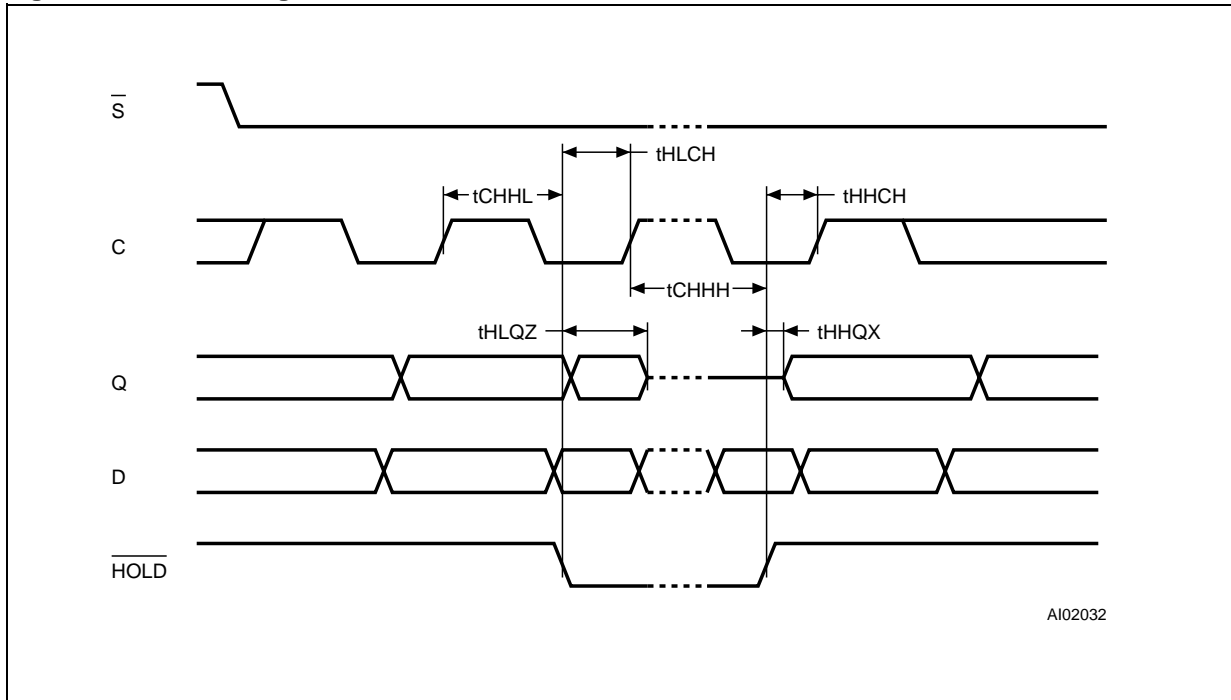 S
tHLCH
tCHHL
tHHCH
C
tCHHH
tHLQZ
tHHQX
Q
D
HOLD
AI02032